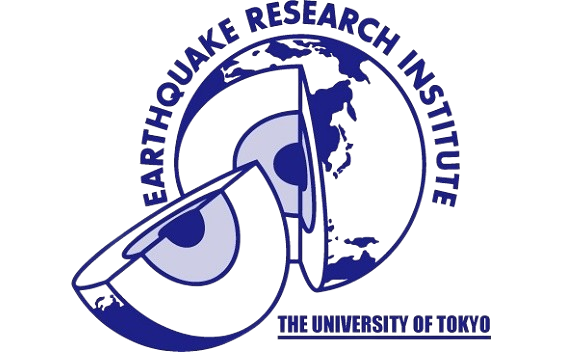 EARTHQUAKE RESEARCH INSTITUTE
THE UNIVERSITY OF TOKYO